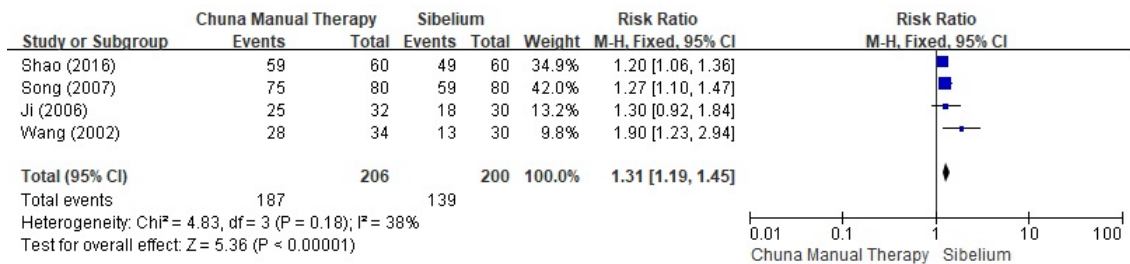 Chuna Manual Therapy Sibelium Risk Ratio Risk Ratio
Study or Subgroup Events Total Events Total Weight M-H, Fixed, 95% CI M-H, Fixed, 95% CI
Shao (2016) 59 60 49 60 34.9% 1.20 [1.06, 1.36]
Song (2007) 75 80 59 80 42.0% 1.27 [1.10, 1.47]
Ji (2006) 25 32 18 30 13.2% 1.30 [0.92, 1.84]
Wang (2002) 28 34 13 30 9.8% 1.90 [1.23, 2.94]
Total (95% CI) 206 200 100.0% 1.31 [1.19, 1.45]
Total events 187 139
Heterogeneity: Chi² = 4.83, df = 3 (P = 0.18); I² = 38%
Test for overall effect: Z = 5.36 (P < 0.00001)
0.01 0.1 1 10 100
Chuna Manual Therapy Sibelium